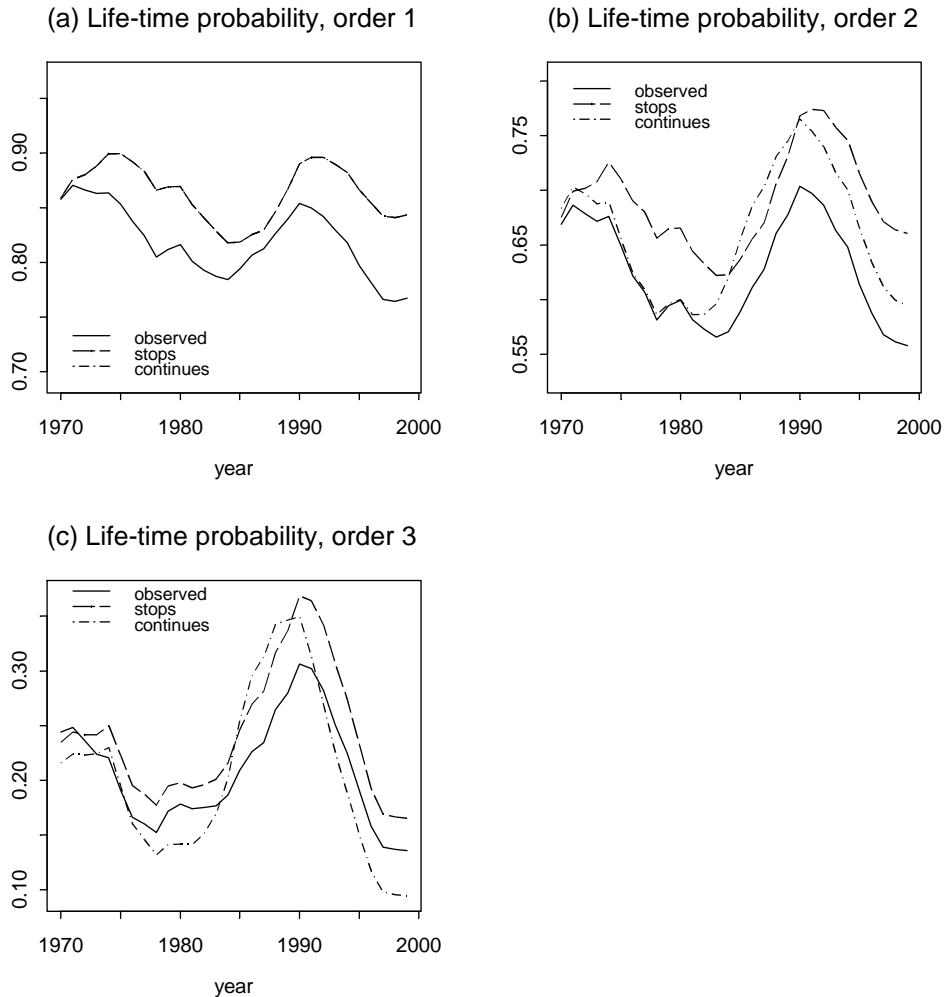 (a) Life-time probability, order 1
0.90
0.80
0.70
observed
stops
continues
1970 1980 1990 2000
year
(b) Life-time probability, order 2
0.75
0.65
0.55
observed
stops
continues
1970 1980 1990 2000
year
(c) Life-time probability, order 3
0.30
0.20
0.10
observed
stops
continues
1970 1980 1990 2000
year